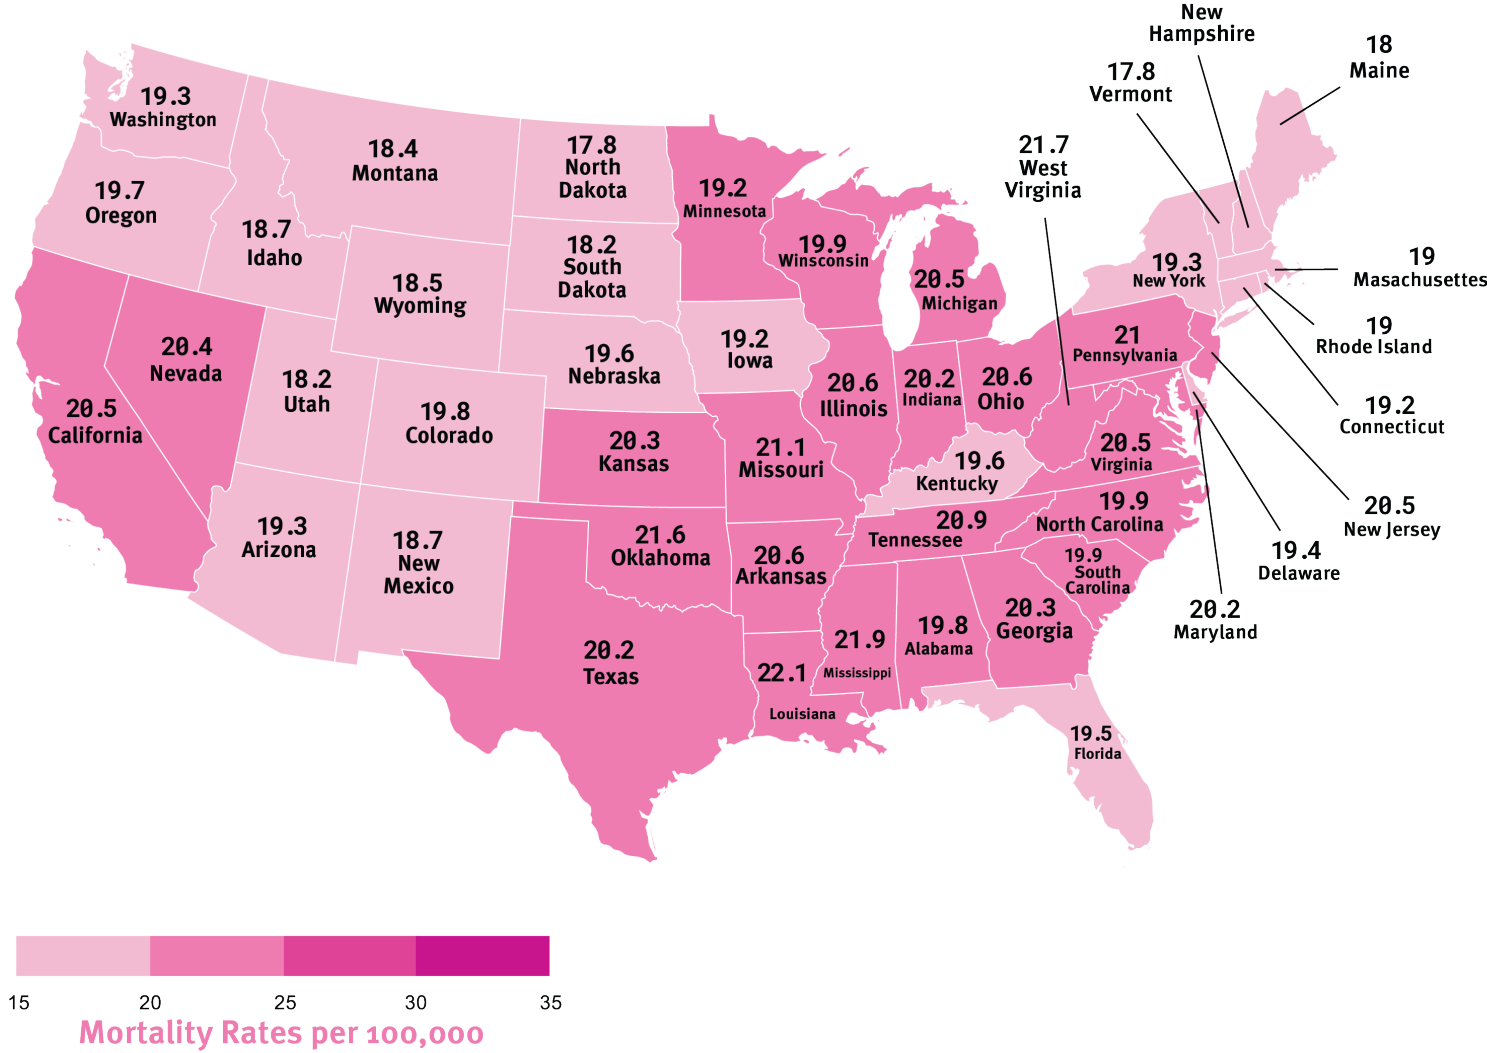 New
Hampshire
18
Maine
17.8
Vermont
19.3
Washington
18.4
Montana
17.8
North
Dakota
21.7
West
Virginia
19.2
Minnesota
19.7
Oregon
18.7
Idaho
18.2
South
Dakota
19.9
Winsconsin
19.3
New York
19
Masachusettes
18.5
Wyoming
20.5
Michigan
19
Rhode Island
20.4
Nevada
19.6
Nebraska
19.2
Iowa
21
Pennsylvania
18.2
Utah
20.6
Illinois
20.2
Indiana
20.6
Ohio
19.2
Connecticut
20.5
California
19.8
Colorado
20.3
Kansas
21.1
Missouri
19.6
Kentucky
20.5
Virginia
19.9
North Carolina
20.5
New Jersey
19.3
Arizona
18.7
New
Mexico
21.6
Oklahoma
20.6
Arkansas
20.9
Tennessee
19.9
South
Carolina
19.4
Delaware
20.2
Maryland
20.2
Texas
22.1
Louisiana
21.9
Mississippi
19.8
Alabama
20.3
Georgia
19.5
Florida
15 20 25 30 35
Mortality Rates per 100,000